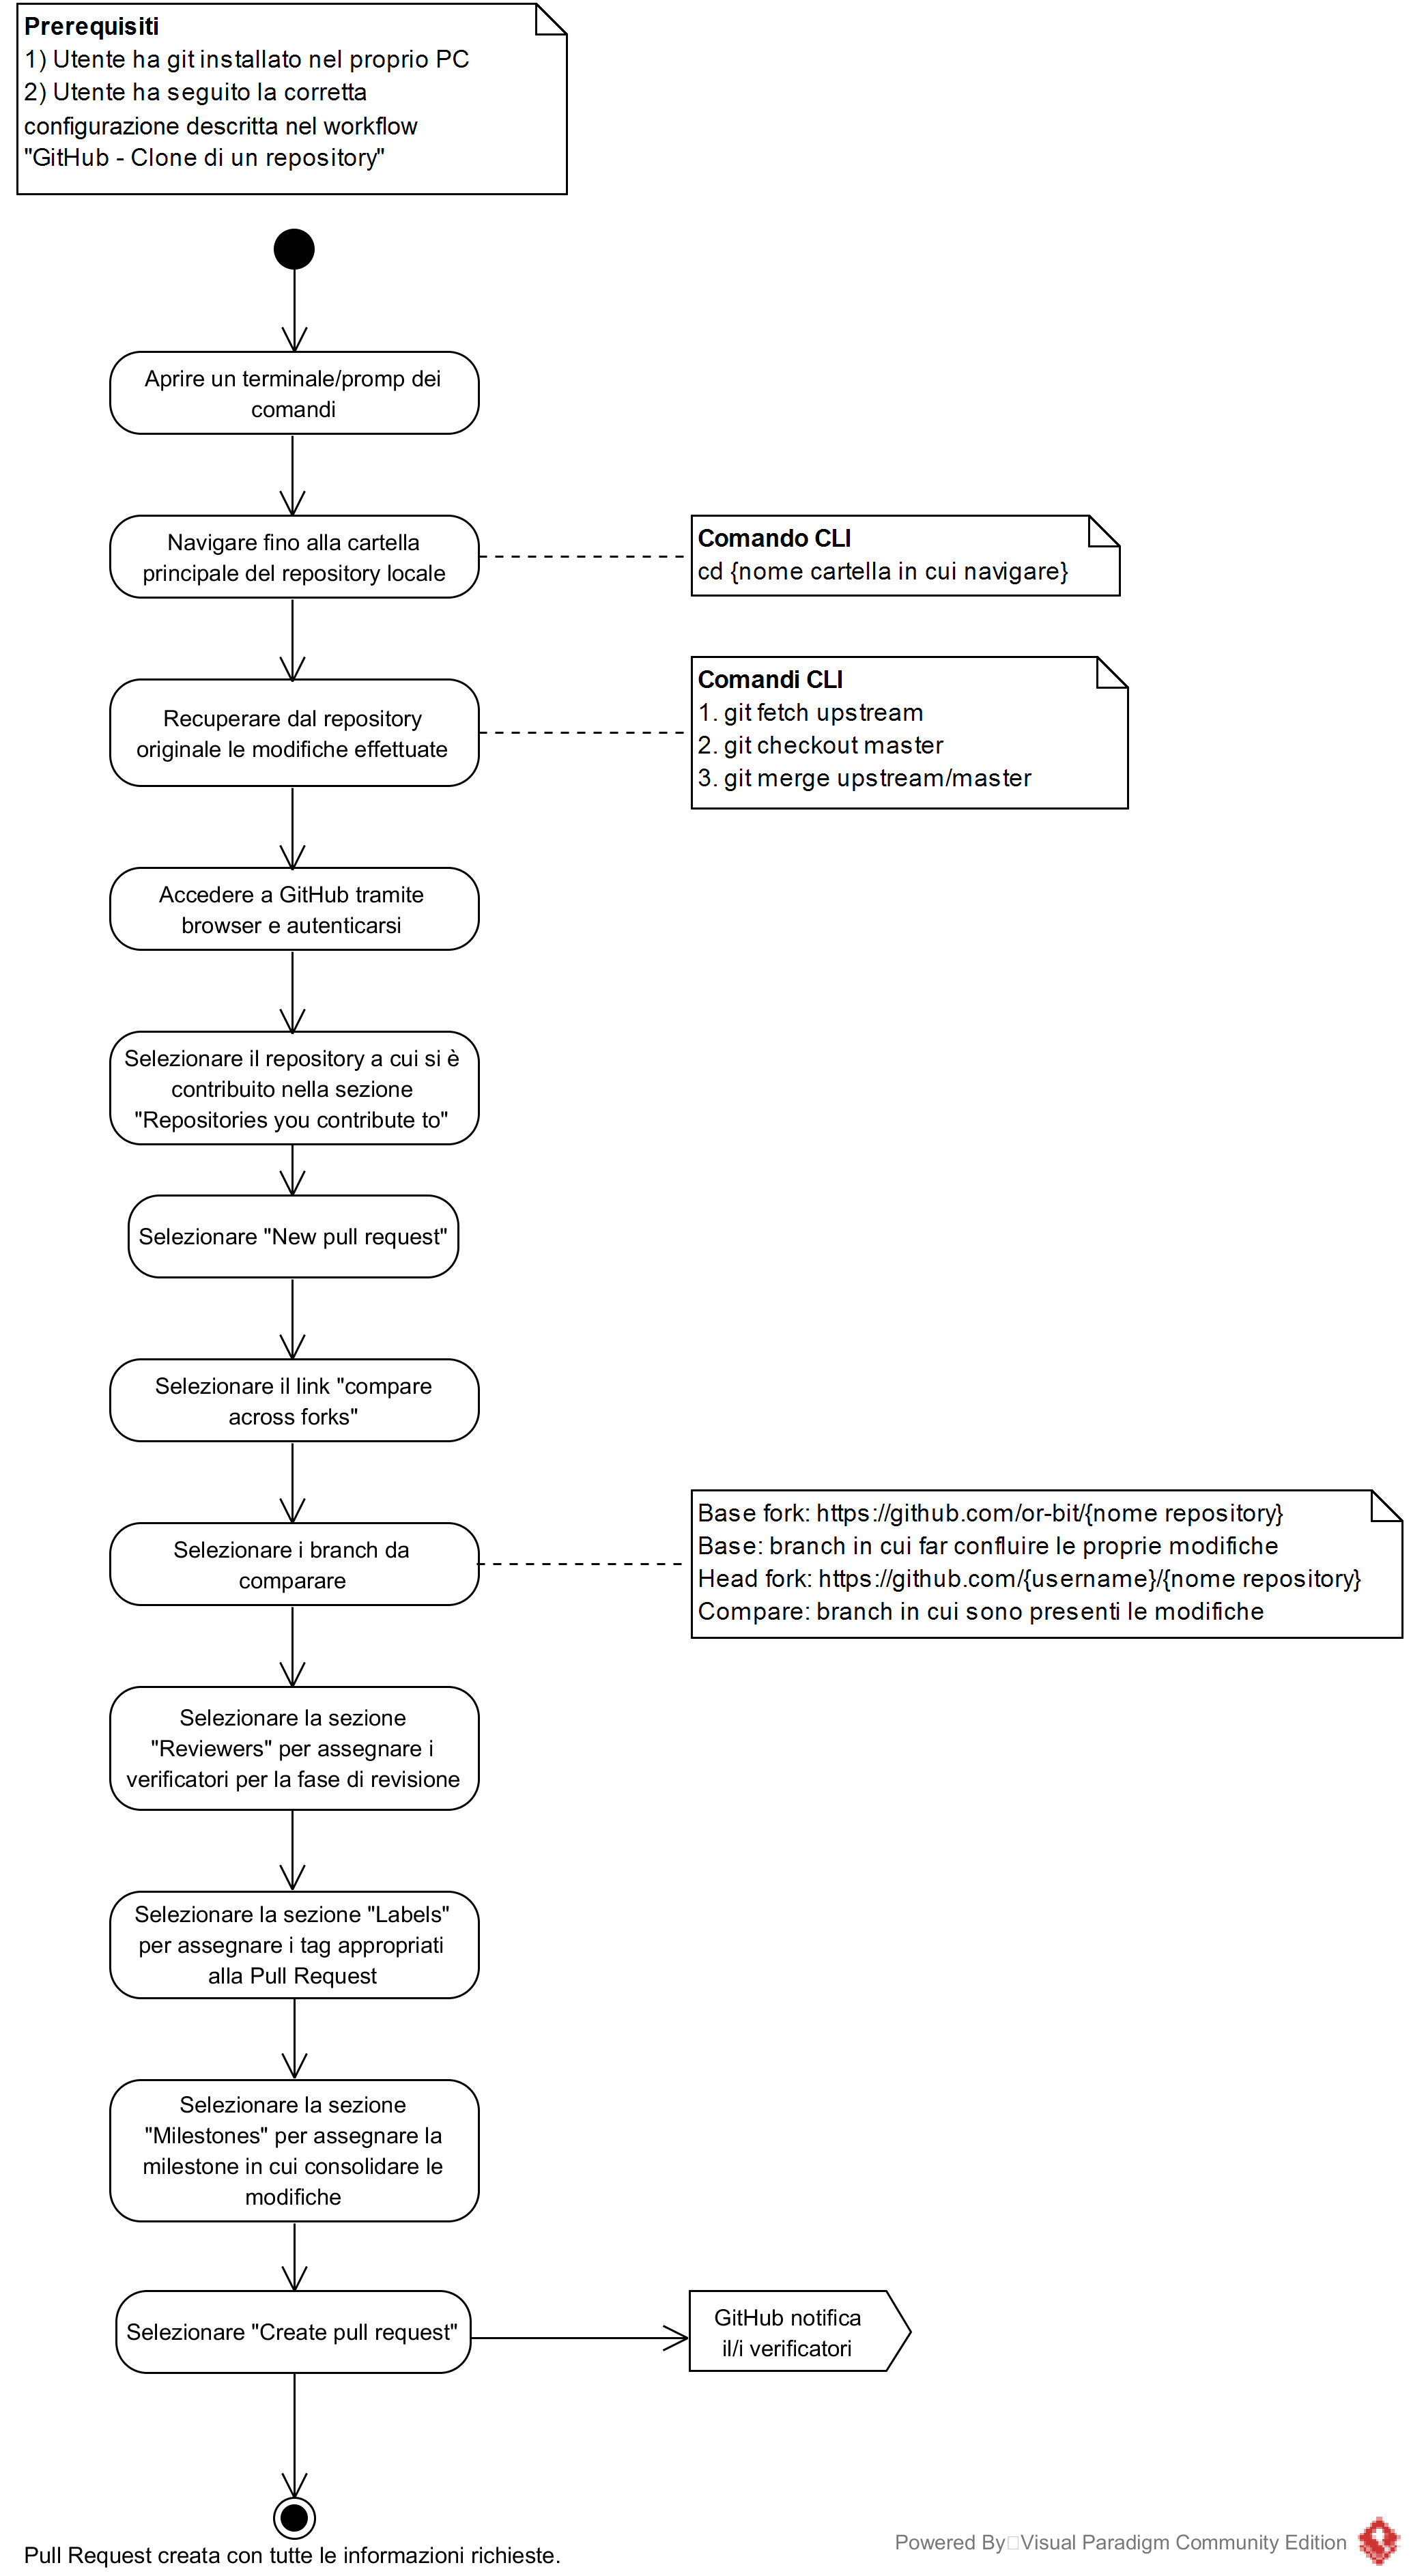 Prerequisiti
1) Utente ha git installato nel proprio PC
2) Utente ha seguito la corretta
configurazione descritta nel workflow
"GitHub - Clone di un repository"
Aprire un terminale/promp dei
comandi
Navigare fino alla cartella
principale del repository locale
Comando CLI
cd {nome cartella in cui navigare}
Recuperare dal repository
originale le modifiche effettuate
Comandi CLI
1. git fetch upstream
2. git checkout master
3. git merge upstream/master
Accedere a GitHub tramite
browser e autenticarsi
Selezionare il repository a cui si è
contribuito nella sezione
"Repositories you contribute to"
Selezionare "New pull request"
Selezionare il link "compare
across forks"
Selezionare i branch da
comparare
Base fork: https://github.com/or-bit/{nome repository}
Base: branch in cui far confluire le proprie modifiche
Head fork: https://github.com/{username}/{nome repository}
Compare: branch in cui sono presenti le modifiche
Selezionare la sezione
"Reviewers" per assegnare i
verificatori per la fase di revisione
Selezionare la sezione "Labels"
per assegnare i tag appropriati
alla Pull Request
Selezionare la sezione
"Milestones" per assegnare la
milestone in cui consolidare le
modifiche
Selezionare "Create pull request"
GitHub notifica
il/i verificatori
Pull Request creata con tutte le informazioni richieste.
Powered By Visual Paradigm Community Edition